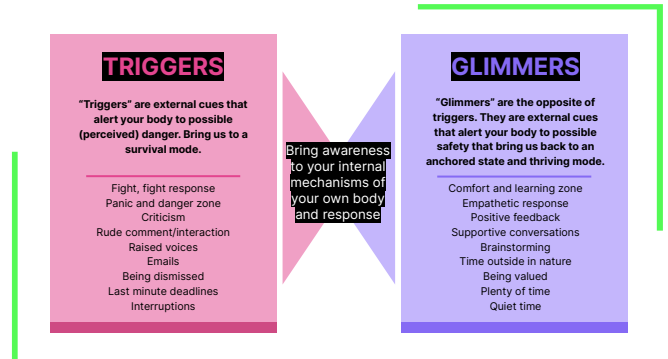 TRIGGERS
“Triggers” are external cues that
alert your body to possible
(perceived) danger. Bring us to a
survival mode.
Fight, fight response
Panic and danger zone
Criticism
Rude comment/interaction
Raised voices
Emails
Being dismissed
Last minute deadlines
Interruptions
Bring awareness
to your internal
mechanisms of
your own body
and response
GLIMMERS
“Glimmers” are the opposite of
triggers. They are external cues
that alert your body to possible
safety that bring us back to an
anchored state and thriving mode.
Comfort and learning zone
Empathetic response
Positive feedback
Supportive conversations
Brainstorming
Time outside in nature
Being valued
Plenty of time
Quiet time